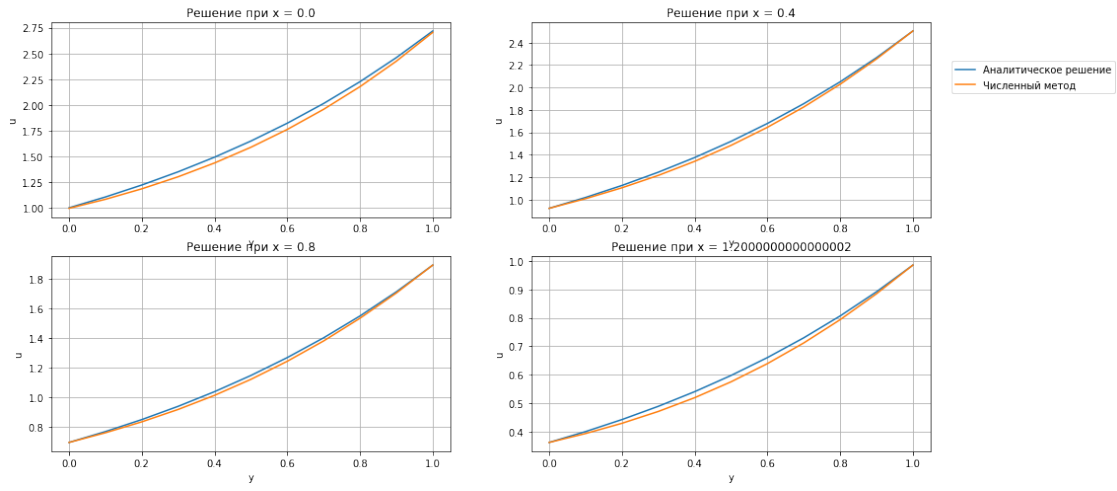 Решение при x = 0.0
2.75
2.50
2.25
2.00
1.75
1.50
1.25
1.00
u
0.0 0.2 0.4 0.6 0.8 1.0
y
Решение при x = 0.4
2.4
2.2
2.0
1.8
1.6
1.4
1.2
1.0
u
0.0 0.2 0.4 0.6 0.8 1.0
y
Аналитическое решение
Численный метод
Решение при x = 0.8
1.8
1.6
1.4
1.2
1.0
0.8
u
0.0 0.2 0.4 0.6 0.8 1.0
y
Решение при x = 1.2000000000000002
1.0
0.9
0.8
0.7
0.6
0.5
0.4
u
0.0 0.2 0.4 0.6 0.8 1.0
y